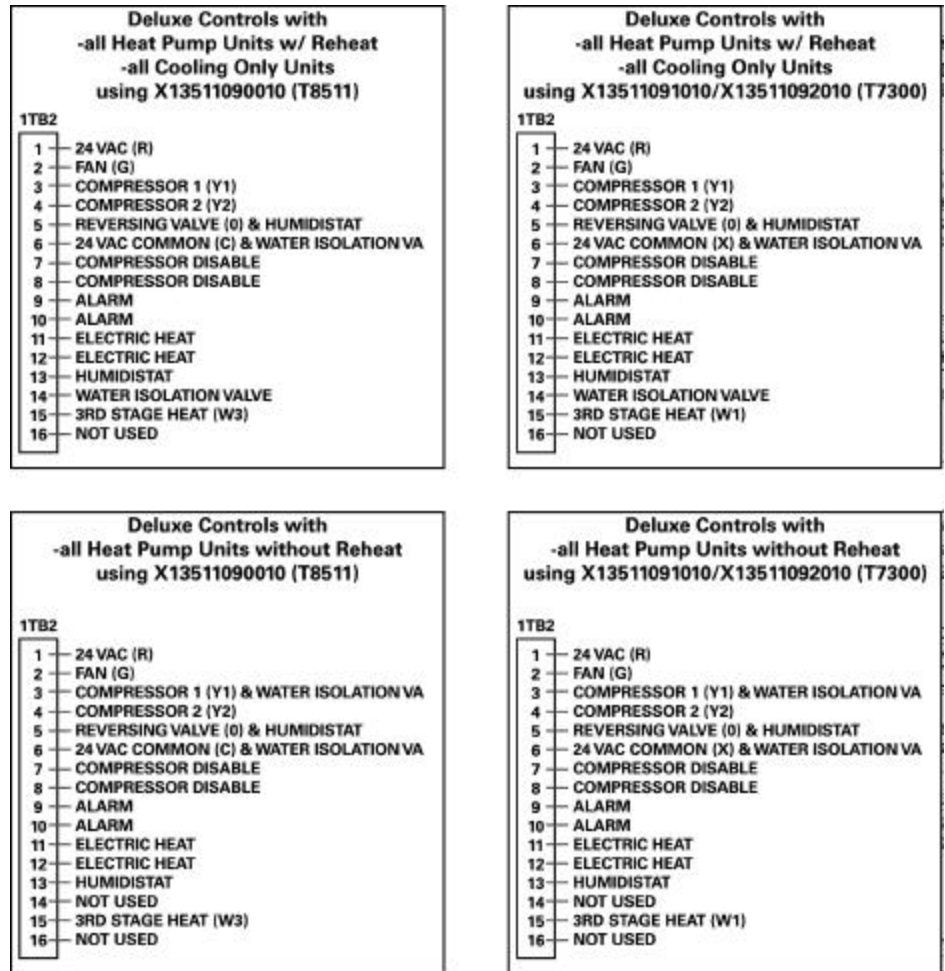 Deluxe Controls with
-all Heat Pump Units w/ Reheat
-all Cooling Only Units
using X13511090010 (T8511)
1TB2
1 24 VAC (R)
2 FAN (G)
3 COMPRESSOR 1 (Y1)
4 COMPRESSOR 2 (Y2)
5 REVERSING VALVE (0) & HUMIDISTAT
6 24 VAC COMMON (C) & WATER ISOLATION VA
7 COMPRESSOR DISABLE
8 COMPRESSOR DISABLE
9 ALARM
10 ALARM
11 ELECTRIC HEAT
12 ELECTRIC HEAT
13 HUMIDISTAT
14 WATER ISOLATION VALVE
15 3RD STAGE HEAT (W3)
16 NOT USED
Deluxe Controls with
-all Heat Pump Units w/ Reheat
-all Cooling Only Units
using X13511091010/X13511092010 (T7300)
1TB2
1 24 VAC (R)
2 FAN (G)
3 COMPRESSOR 1 (Y1)
4 COMPRESSOR 2 (Y2)
5 REVERSING VALVE (0) & HUMIDISTAT
6 24 VAC COMMON (X) & WATER ISOLATION VA
7 COMPRESSOR DISABLE
8 COMPRESSOR DISABLE
9 ALARM
10 ALARM
11 ELECTRIC HEAT
12 ELECTRIC HEAT
13 HUMIDISTAT
14 WATER ISOLATION VALVE
15 3RD STAGE HEAT (W1)
16 NOT USED
Deluxe Controls with
-all Heat Pump Units without Reheat
using X13511090010 (T8511)
1TB2
1 24 VAC (R)
2 FAN (G)
3 COMPRESSOR 1 (Y1) & WATER ISOLATION VA
4 COMPRESSOR 2 (Y2)
5 REVERSING VALVE (0) & HUMIDISTAT
6 24 VAC COMMON (C) & WATER ISOLATION VA
7 COMPRESSOR DISABLE
8 COMPRESSOR DISABLE
9 ALARM
10 ALARM
11 ELECTRIC HEAT
12 ELECTRIC HEAT
13 HUMIDISTAT
14 NOT USED
15 3RD STAGE HEAT (W3)
16 NOT USED
Deluxe Controls with
-all Heat Pump Units without Reheat
using X13511091010/X13511092010 (T7300)
1TB2
1 24 VAC (R)
2 FAN (G)
3 COMPRESSOR 1 (Y1) & WATER ISOLATION VA
4 COMPRESSOR 2 (Y2)
5 REVERSING VALVE (0) & HUMIDISTAT
6 24 VAC COMMON (X) & WATER ISOLATION VA
7 COMPRESSOR DISABLE
8 COMPRESSOR DISABLE
9 ALARM
10 ALARM
11 ELECTRIC HEAT
12 ELECTRIC HEAT
13 HUMIDISTAT
14 NOT USED
15 3RD STAGE HEAT (W1)
16 NOT USED